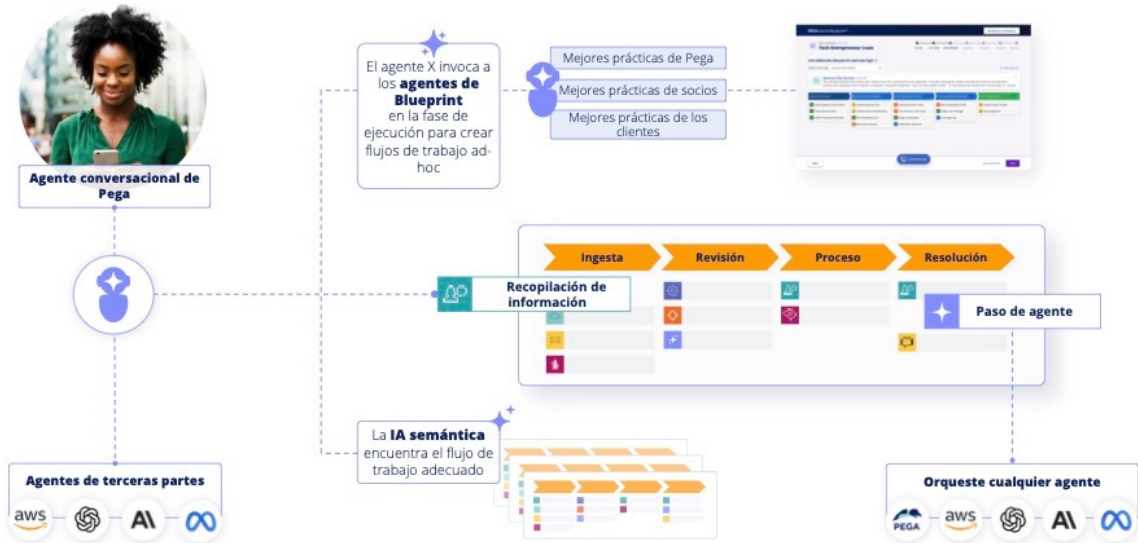 El agente X invoca a
los agentes de
Blueprint
en la fase de
ejecución para crear
flujos de trabajo ad-
hoc
Mejores prácticas de Pega
Mejores prácticas de socios
Mejores prácticas de los
clientes
Tech Entrepreneur Loan
Agente conversacional de
Pega
Ingesta
Revisión
Proceso
Resolución
Recopilación de
información
Paso de agente
La IA semántica
encuentra el flujo de
trabajo adecuado
Agentes de terceras partes
aws
Orqueste cualquier agente
PEGA
aws